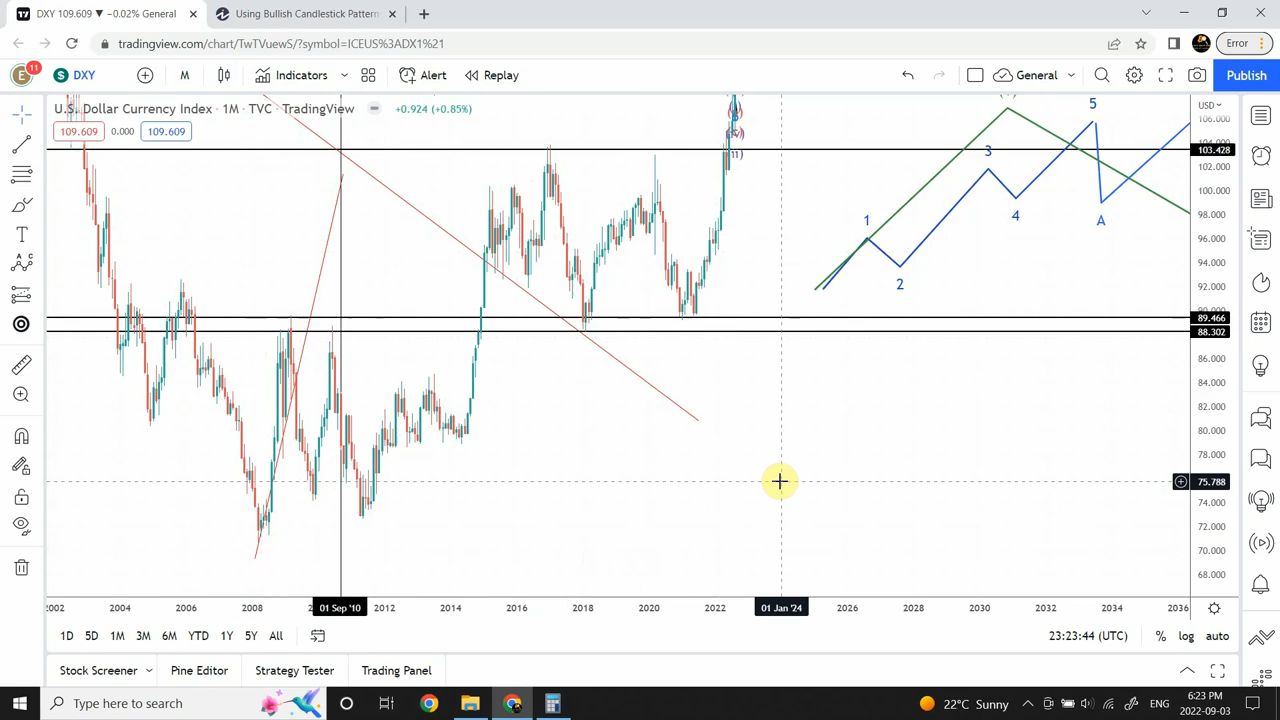 DXY 109.609 ▼ −0.02% General
Using Bullish Candlestick Pattern
tradingview.com/chart/TwTVuewS/?symbol=ICEUS%3ADX1%21
Error
E 11 S DXY M Indicators Alert Replay General Publish
U.S. Dollar Currency Index · 1M · TVC · TradingView +0.924 (+0.85%) USD
109.609 0.000 109.609
106.000
103.428
102.000
100.000
98.000
96.000
94.000
92.000
89.466
88.302
86.000
84.000
82.000
80.000
78.000
75.788
74.000
72.000
70.000
68.000
1
2
3
4
5
A
2002 2004 2006 2008 01 Sep '10 2012 2014 2016 2018 2020 2022 01 Jan '24 2026 2028 2030 2032 2034 2036
1D 5D 1M 3M 6M YTD 1Y 5Y All 23:23:44 (UTC) % log auto
Stock Screener Pine Editor Strategy Tester Trading Panel
Type here to search
22°C Sunny
ENG
6:23 PM
2022-09-03